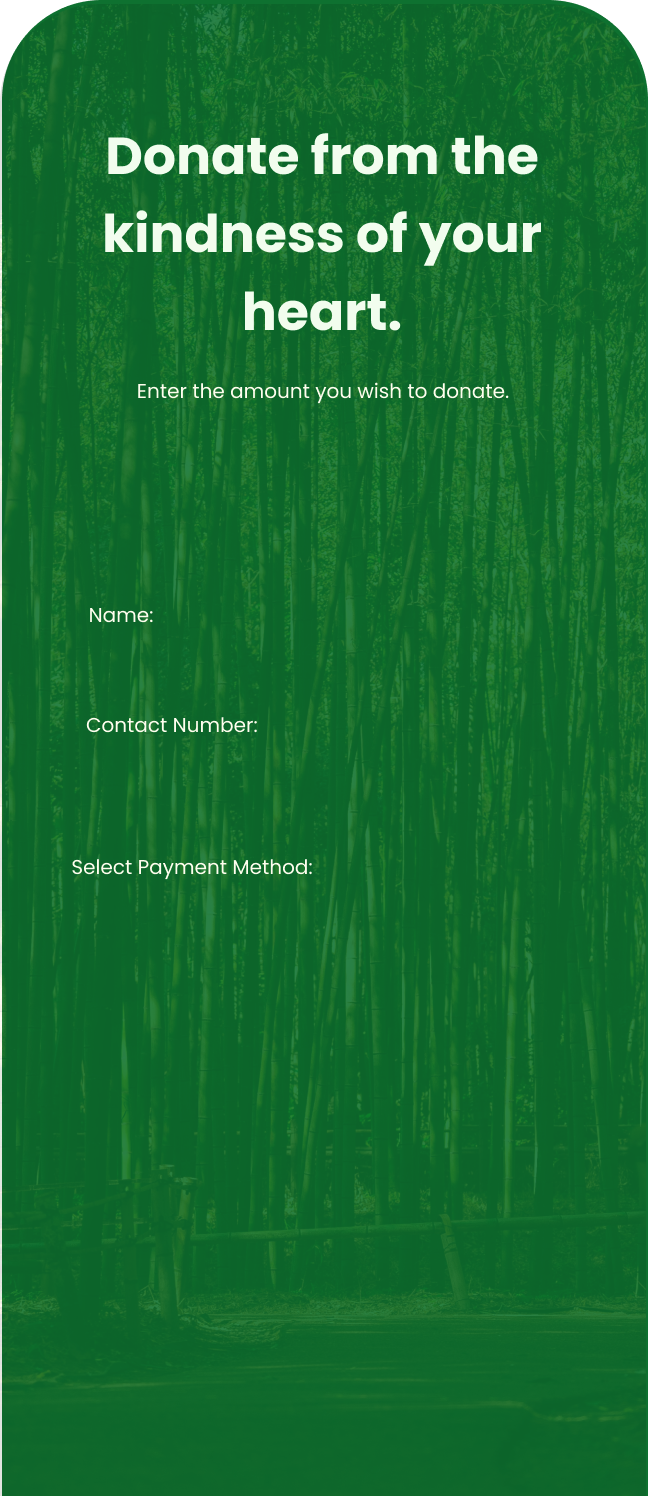 Donate from the
kindness of your
heart.
Enter the amount you wish to donate.
Name:
Contact Number:
Select Payment Method: